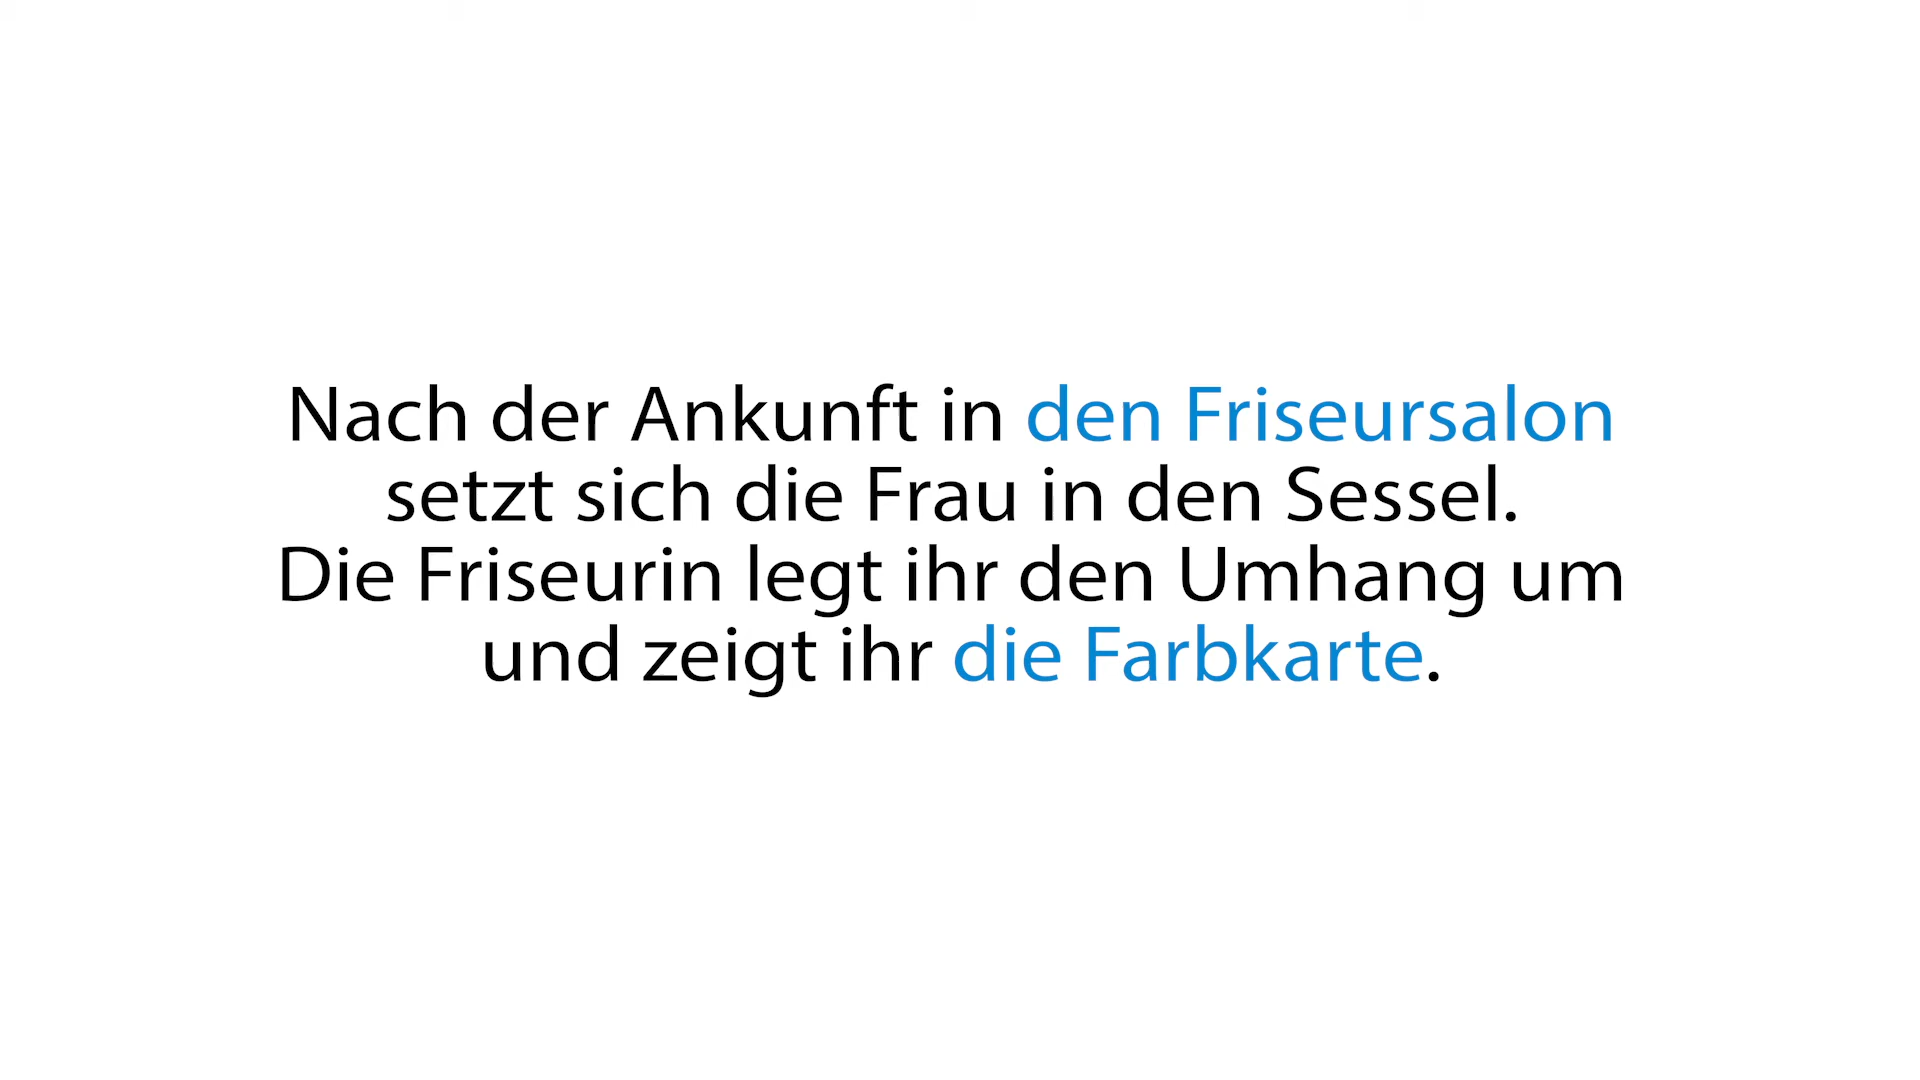 Nach der Ankunft in den Friseursalon
setzt sich die Frau in den Sessel.
Die Friseurin legt ihr den Umhang um
und zeigt ihr die Farbkarte.